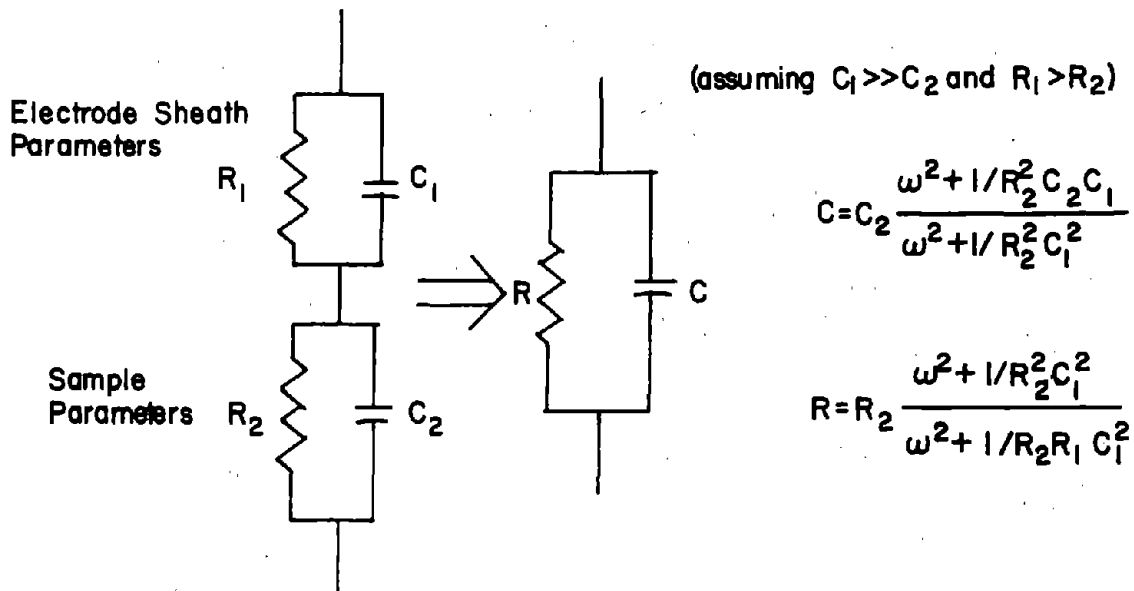 (assuming C₁>>C₂ and R₁>R₂)
Electrode Sheath
Parameters
R₁
C₁
C=C₂ (ω²+1/R₂²C₂C₁)/(ω²+1/R₂²C₁²)
R
C
Sample
Parameters
R₂
C₂
R=R₂ (ω²+1/R₂²C₁²)/(ω²+1/R₂R₁C₁²)